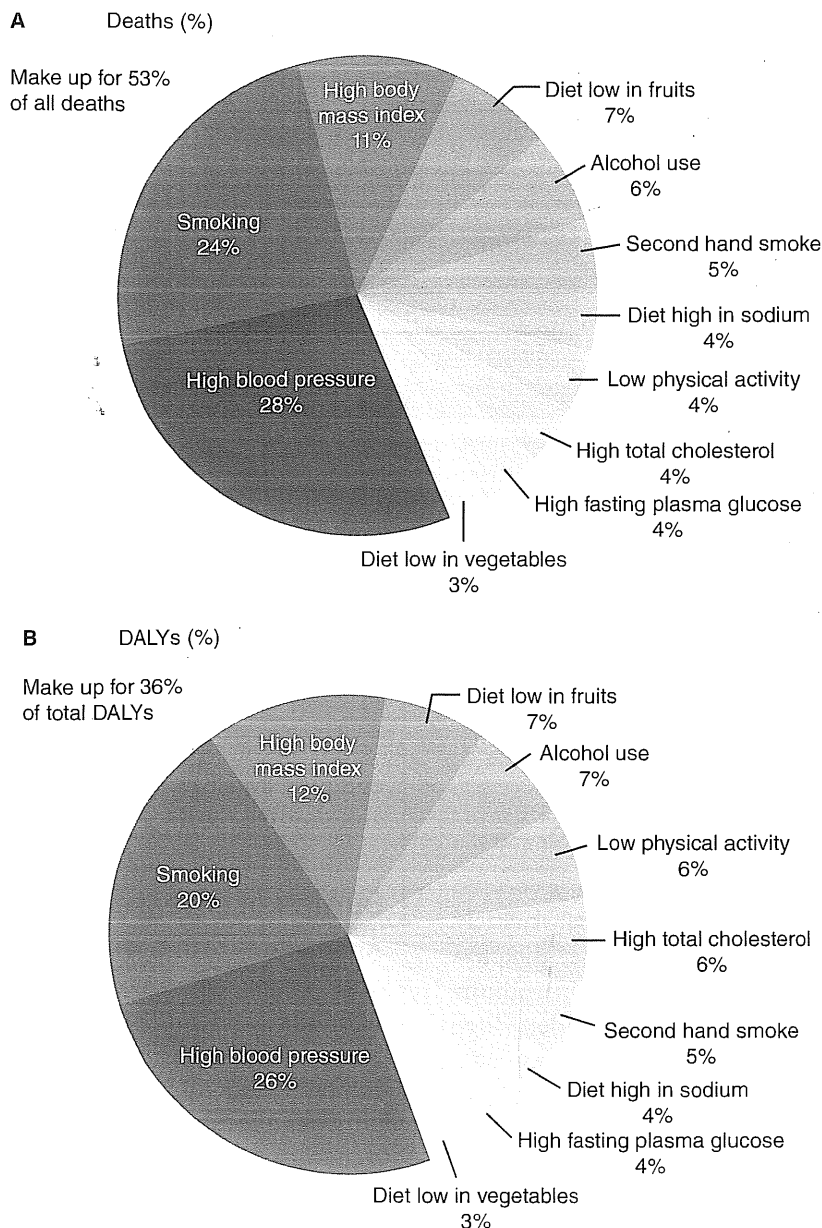 A Deaths (%)
Make up for 53%
of all deaths
High body
mass index
11%
Diet low in fruits
7%
Alcohol use
6%
Second hand smoke
5%
Diet high in sodium
4%
Low physical activity
4%
High total cholesterol
4%
High fasting plasma glucose
4%
Diet low in vegetables
3%
High blood pressure
28%
Smoking
24%
B DALYs (%)
Make up for 36%
of total DALYs
High body
mass index
12%
Diet low in fruits
7%
Alcohol use
7%
Low physical activity
6%
High total cholesterol
6%
Second hand smoke
5%
Diet high in sodium
4%
High fasting plasma glucose
4%
Diet low in vegetables
3%
High blood pressure
26%
Smoking
20%